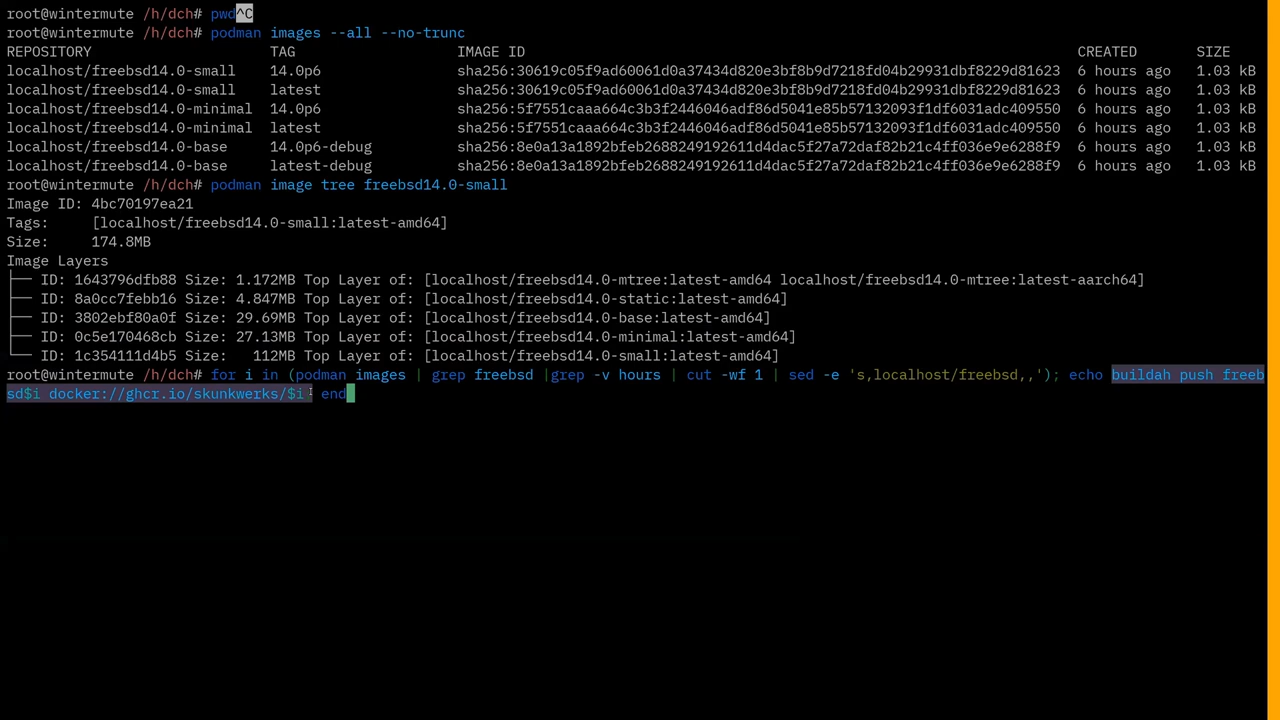 root@wintermute /h/dch# pwd^C
root@wintermute /h/dch# podman images --all --no-trunc
REPOSITORY TAG IMAGE ID CREATED SIZE
localhost/freebsd14.0-small 14.0p6 sha256:30619c05f9ad60061d0a37434d820e3bf8b9d7218fd04b29931dbf8229d81623 6 hours ago 1.03 kB
localhost/freebsd14.0-small latest sha256:30619c05f9ad60061d0a37434d820e3bf8b9d7218fd04b29931dbf8229d81623 6 hours ago 1.03 kB
localhost/freebsd14.0-minimal 14.0p6 sha256:5f7551caaa664c3b3f2446046adf86d5041e85b57132093f1df6031adc409550 6 hours ago 1.03 kB
localhost/freebsd14.0-minimal latest sha256:5f7551caaa664c3b3f2446046adf86d5041e85b57132093f1df6031adc409550 6 hours ago 1.03 kB
localhost/freebsd14.0-base 14.0p6-debug sha256:8e0a13a1892bfeb2688249192611d4dac5f27a72daf82b21c4ff036e9e6288f9 6 hours ago 1.03 kB
localhost/freebsd14.0-base latest-debug sha256:8e0a13a1892bfeb2688249192611d4dac5f27a72daf82b21c4ff036e9e6288f9 6 hours ago 1.03 kB
root@wintermute /h/dch# podman image tree freebsd14.0-small
Image ID: 4bc70197ea21
Tags: [localhost/freebsd14.0-small:latest-amd64]
Size: 174.8MB
Image Layers
├── ID: 1643796dfb88 Size: 1.172MB Top Layer of: [localhost/freebsd14.0-mtree:latest-amd64 localhost/freebsd14.0-mtree:latest-aarch64]
├── ID: 8a0cc7febb16 Size: 4.847MB Top Layer of: [localhost/freebsd14.0-static:latest-amd64]
├── ID: 3802ebf80a0f Size: 29.69MB Top Layer of: [localhost/freebsd14.0-base:latest-amd64]
├── ID: 0c5e170468cb Size: 27.13MB Top Layer of: [localhost/freebsd14.0-minimal:latest-amd64]
└── ID: 1c354111d4b5 Size: 112MB Top Layer of: [localhost/freebsd14.0-small:latest-amd64]
root@wintermute /h/dch# for i in (podman images | grep freebsd |grep -v hours | cut -wf 1 | sed -e 's,localhost/freebsd,,'); echo buildah push freeb
sd$i docker://ghcr.io/skunkwerks/$i end